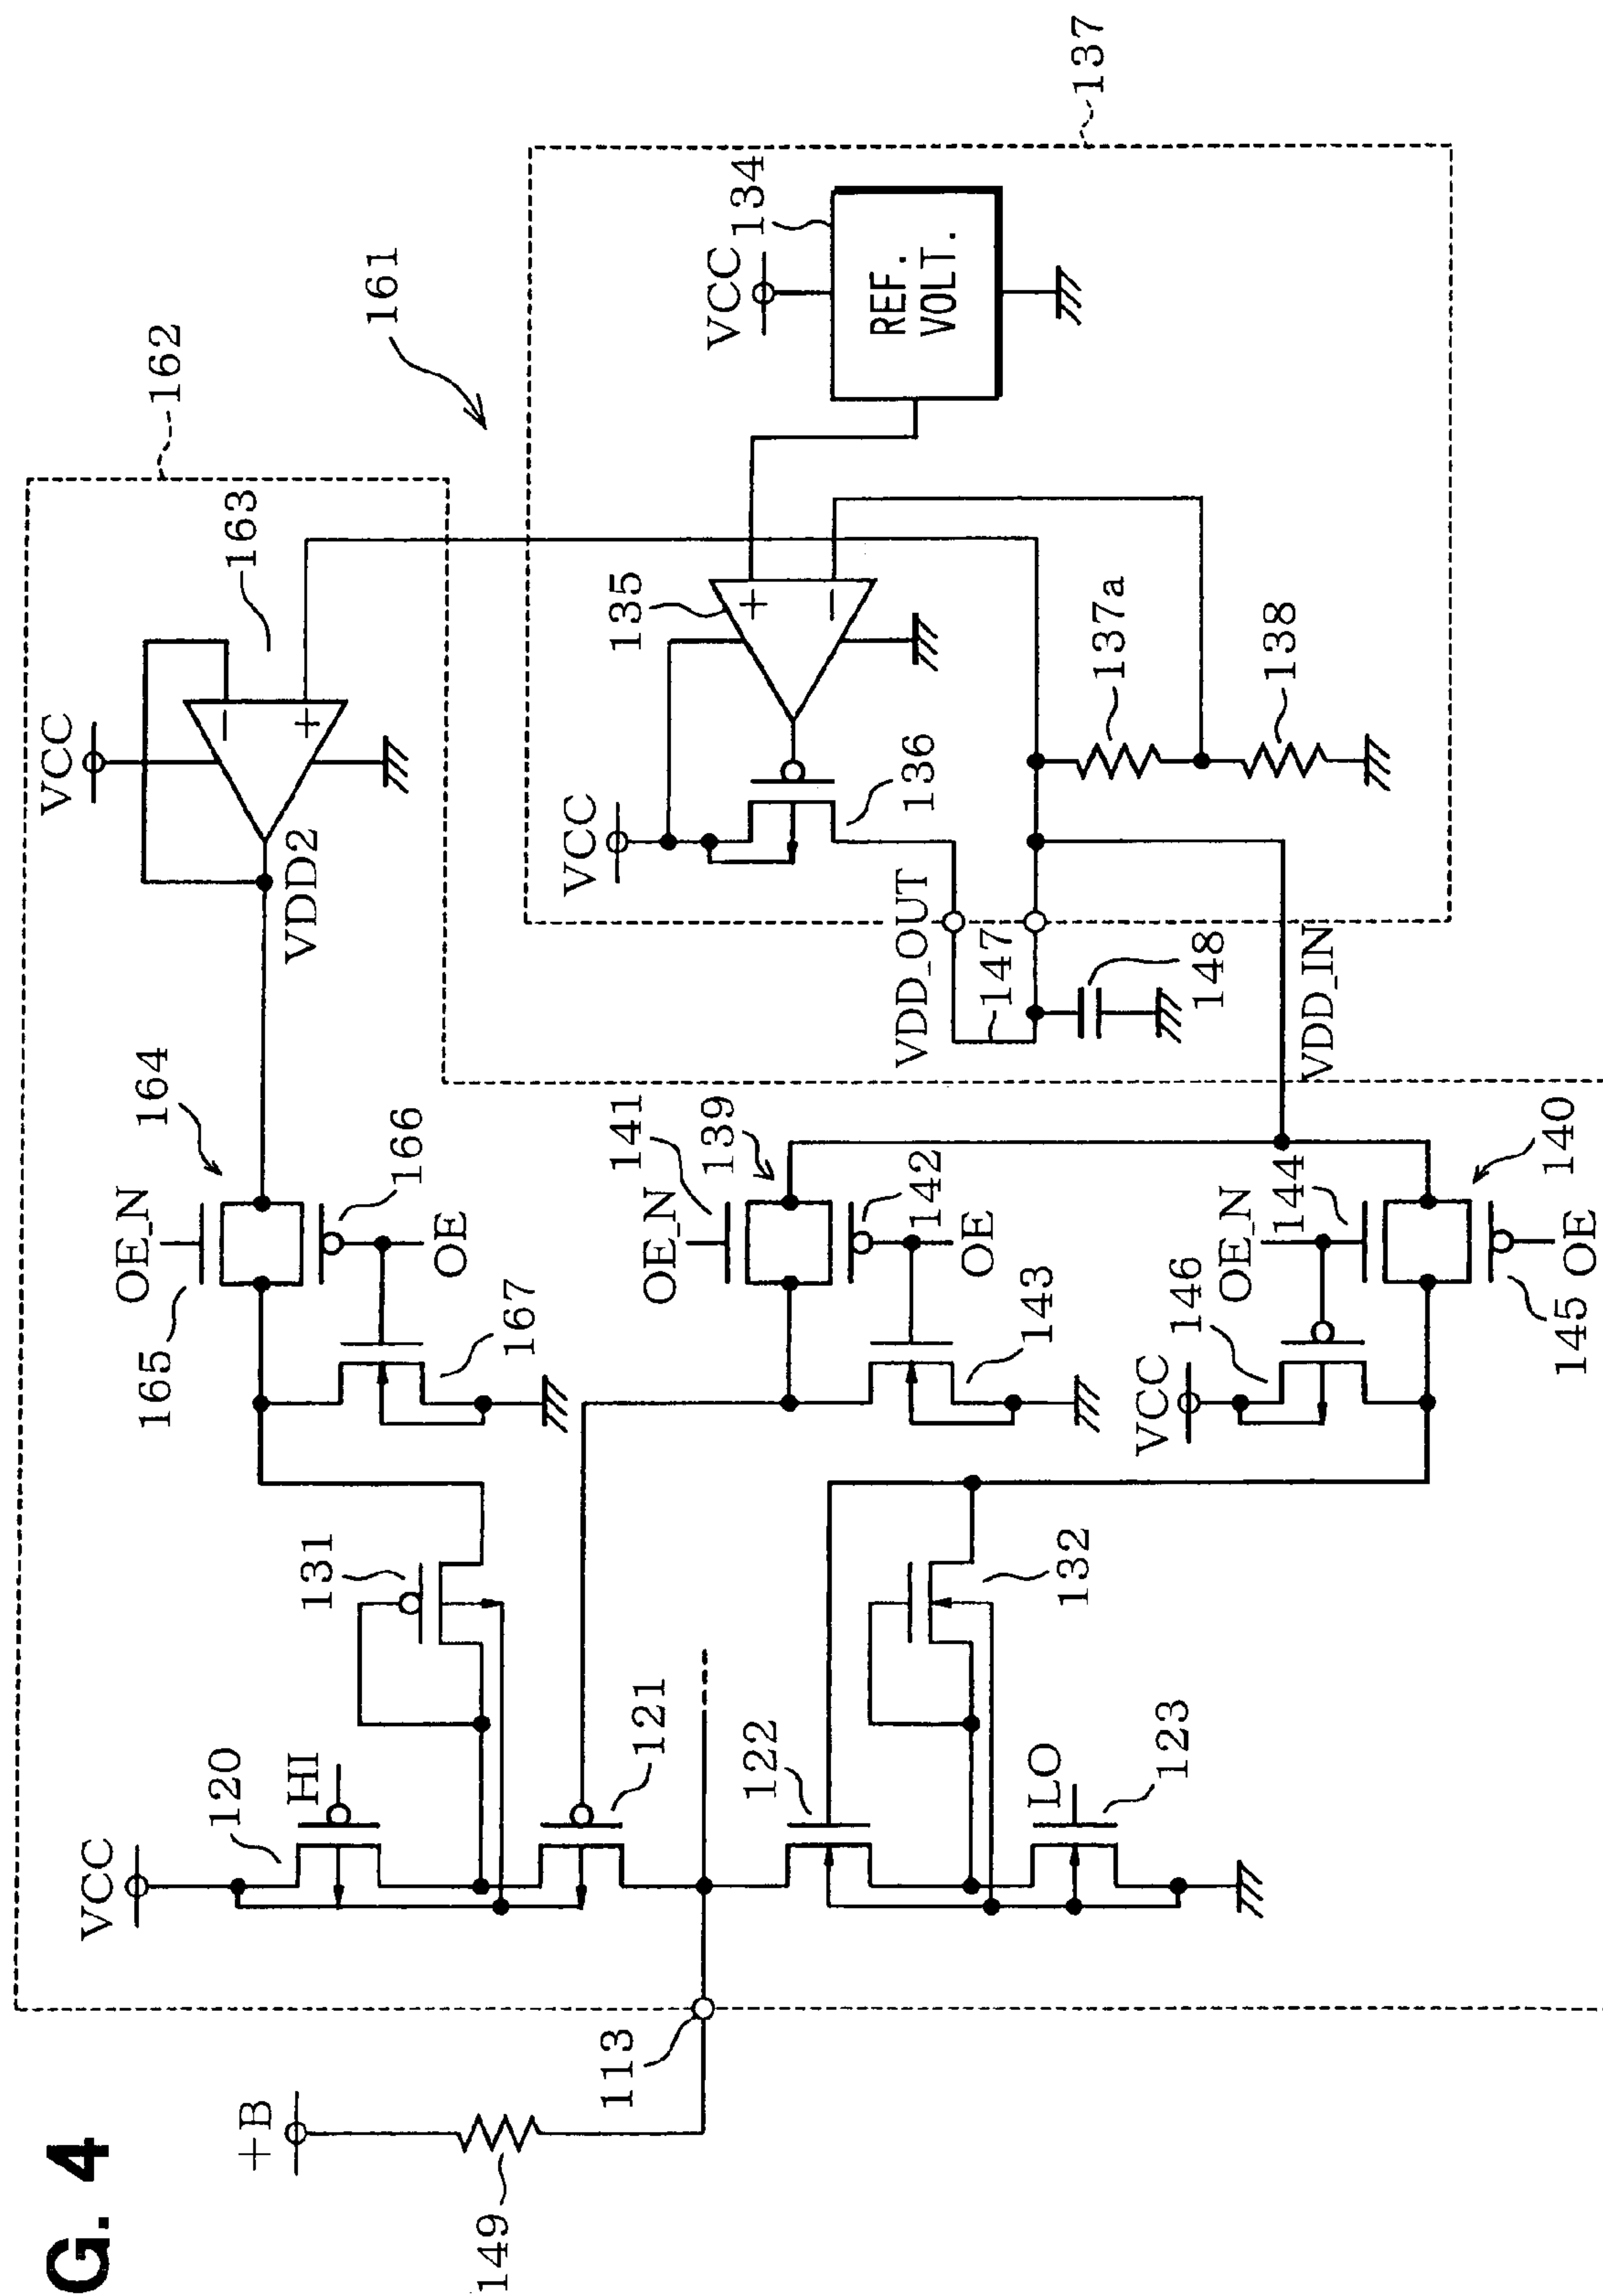 G. 4
+B
149
113
VCC
120
HI
121
122
LO
123
131
132
OE_N
164
165
166
OE
167
VCC
VDD2
163
162
161
OE_N
141
139
142
OE
143
VCC
146
OE_N
144
140
145
OE
VDD_OUT
147
148
VDD_IN
VCC
135
136
137a
138
VCC
134
REF.
VOLT.
137